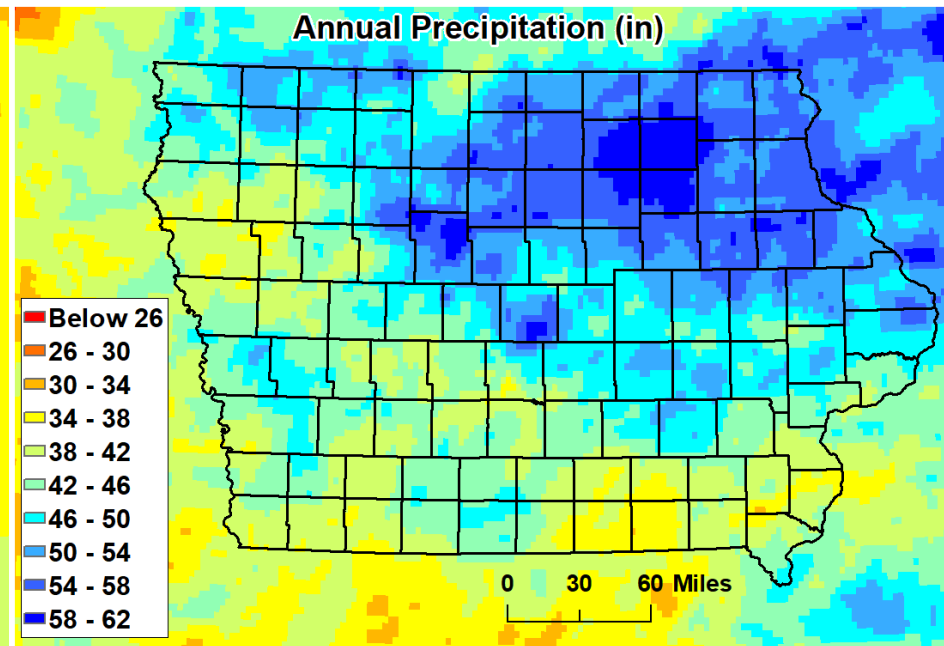 Annual Precipitation (in)
Below 26
26 - 30
30 - 34
34 - 38
38 - 42
42 - 46
46 - 50
50 - 54
54 - 58
58 - 62
0 30 60 Miles